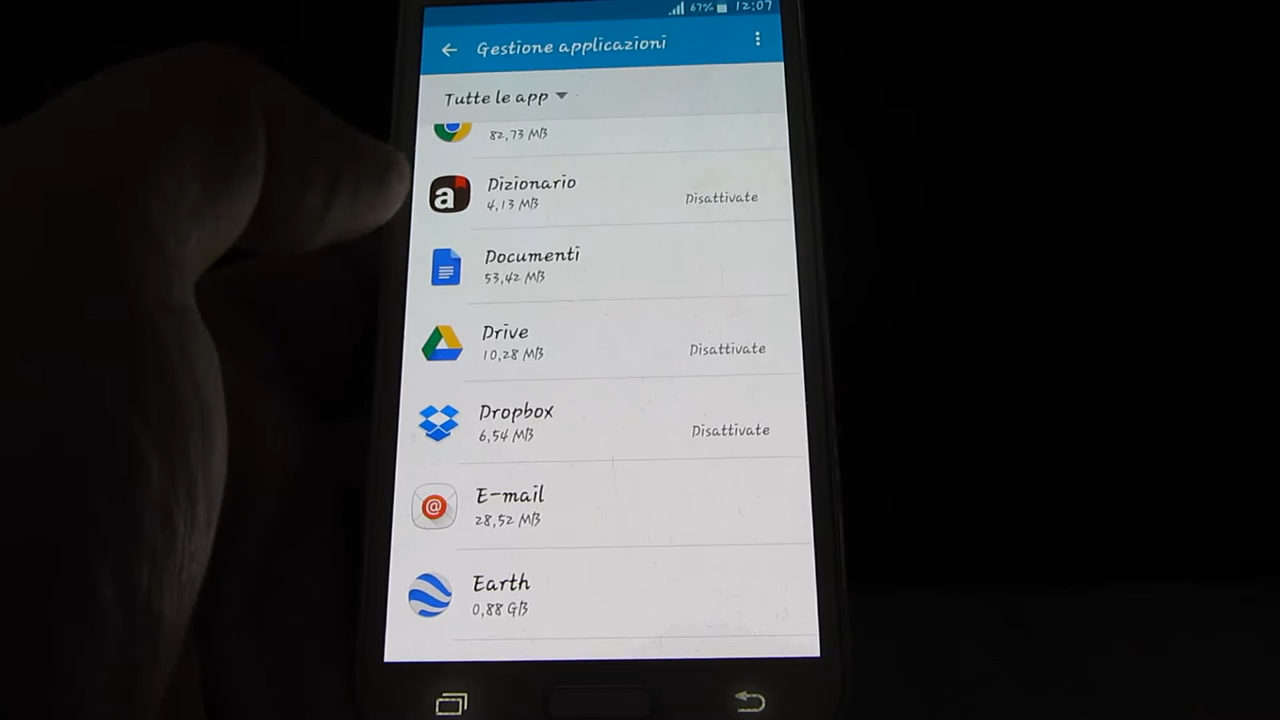 67% 12:07
Gestione applicazioni
Tutte le app
82,73 MB
Dizionario
4,13 MB
Disattivate
Documenti
53,42 MB
Drive
10,28 MB
Disattivate
Dropbox
6,54 MB
Disattivate
E-mail
28,52 MB
Earth
0,88 GB